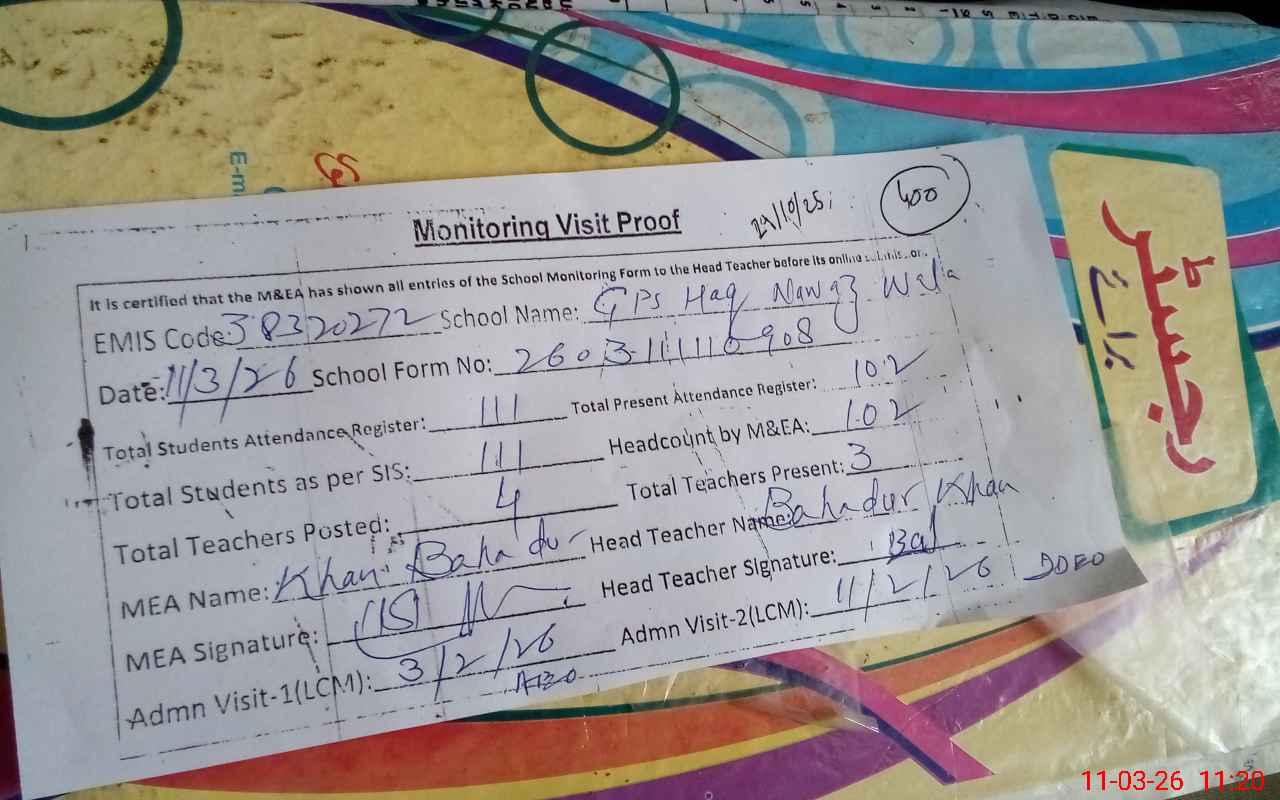 E-m
Monitoring Visit Proof
29/10/25
400
It is certified that the M&EA has shown all entries of the School Monitoring Form to the Head Teacher before its online
EMIS Code 38320272 School Name: GPS Haq Nawaz Wala
Date: 11/3/26 School Form No:
Total Students Attendance Register: 111 Total Present Attendance Register: 102
Total Students as per SIS: 111 Headcount by M&EA: 102
Total Teachers Posted: 4 Total Teachers Present: 3
MEA Name: Khan Bahadur Head Teacher Name: Bahadur Khan
MEA Signature: Head Teacher Signature:
Admn Visit-1(LCM): 3/2/26 AEO Admn Visit-2(LCM): 11/2/26 DDEO
رجسٹر
برائے
11-03-26 11:20